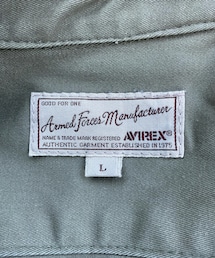 GOOD FOR ONE
Armed Forces Manufacturer
NAME & TRADE MARK REGISTERED AVIREX®
AUTHENTIC GARMENT ESTABLISHED IN 1975
L